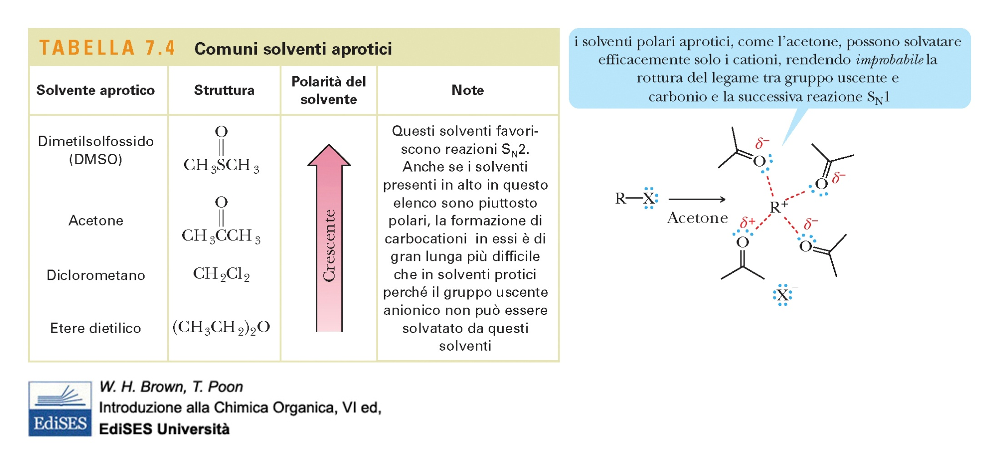 TABELLA 7.4 Comuni solventi aprotici
Solvente aprotico
Struttura
Polarità del
solvente
Note
Dimetilsolfossido
(DMSO)
O
CH3SCH3
Acetone
O
CH3CCH3
Diclorometano
CH2Cl2
Etere dietilico
(CH3CH2)2O
Crescente
Questi solventi favori-
scono reazioni SN2.
Anche se i solventi
presenti in alto in questo
elenco sono piuttosto
polari, la formazione di
carbocationi in essi è di
gran lunga più difficile
che in solventi protici
perché il gruppo uscente
anionico non può essere
solvatato da questi
solventi
i solventi polari aprotici, come l’acetone, possono solvatare
efficacemente solo i cationi, rendendo improbabile la
rottura del legame tra gruppo uscente e
carbonio e la successiva reazione SN1
R—X
Acetone
δ−
O
O
δ−
R+
δ+
O
δ−
O
X−
EdiSES
W. H. Brown, T. Poon
Introduzione alla Chimica Organica, VI ed,
EdiSES Università